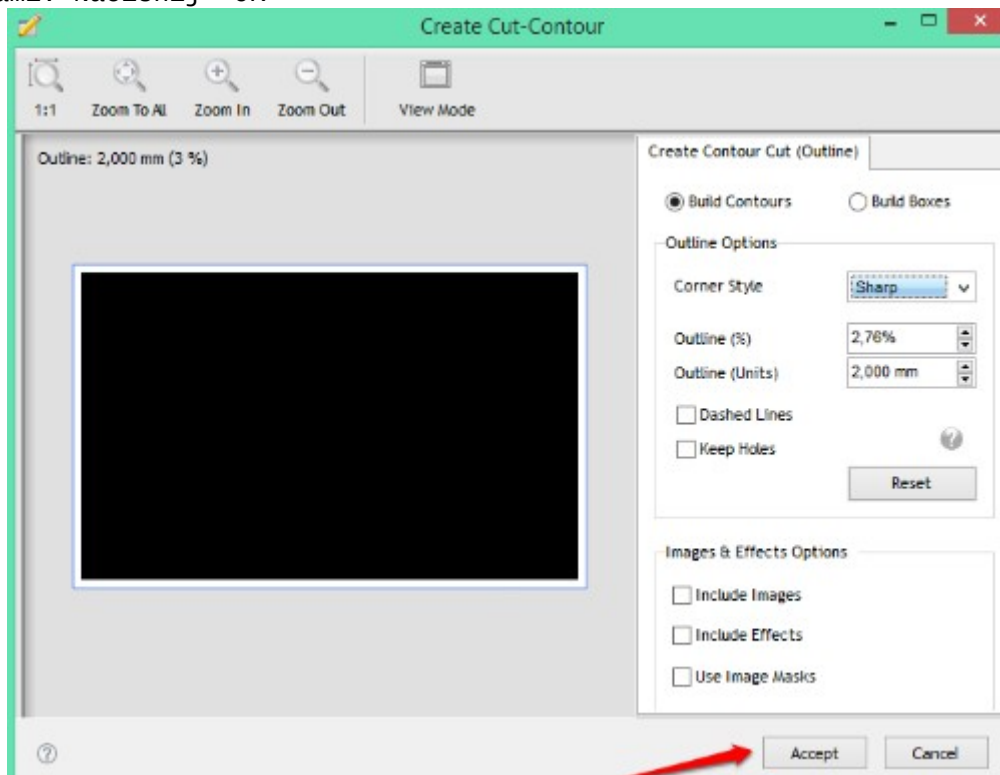 Create Cut-Contour
1:1 Zoom To All Zoom In Zoom Out View Mode
Outline: 2,000 mm (3 %)
Create Contour Cut (Outline)
Build Contours Build Boxes
Outline Options
Corner Style Sharp
Outline (%) 2,76%
Outline (Units) 2,000 mm
Dashed Lines
Keep Holes
?
Reset
Images & Effects Options
Include Images
Include Effects
Use Image Masks
? Accept Cancel